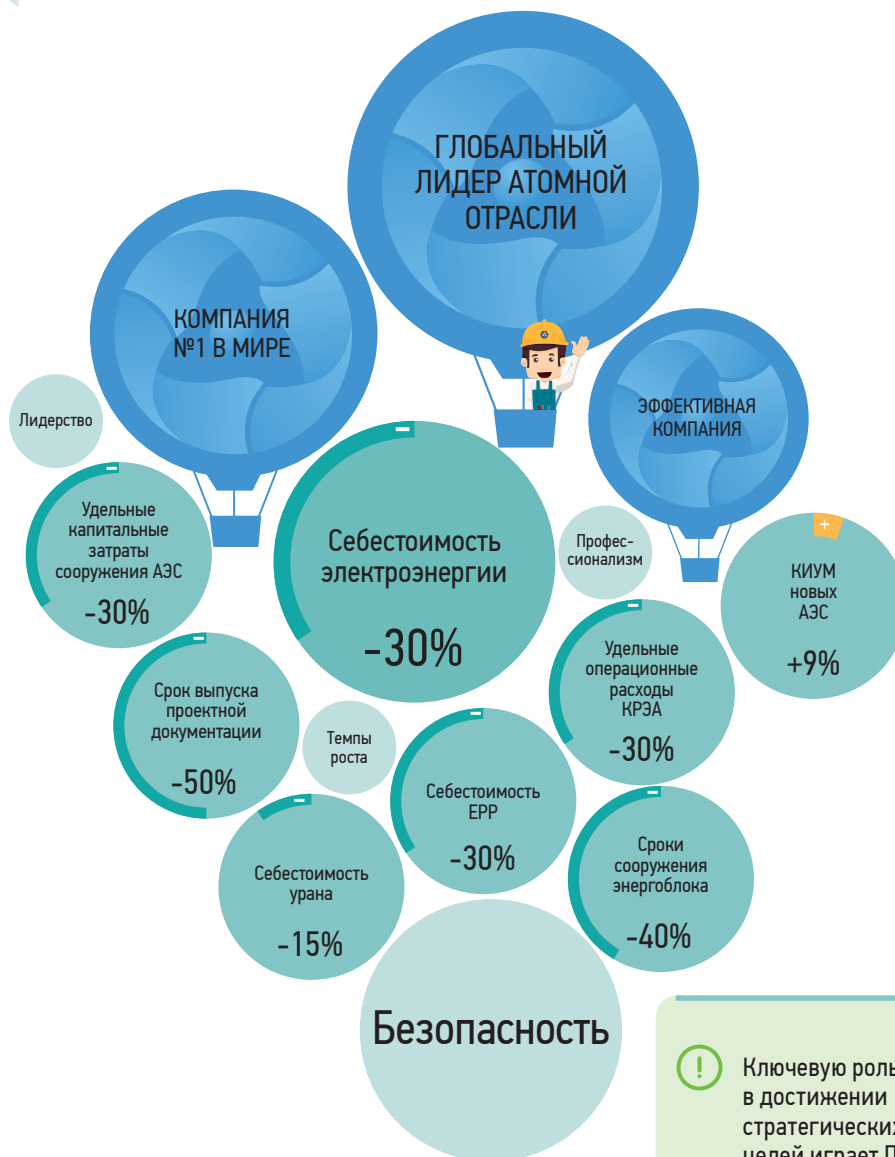 ГЛОБАЛЬНЫЙ
ЛИДЕР АТОМНОЙ
ОТРАСЛИ
КОМПАНИЯ
№1 В МИРЕ
ЭФФЕКТИВНАЯ
КОМПАНИЯ
Лидерство
Удельные
капитальные
затраты
сооружения АЭС
-30%
Себестоимость
электроэнергии
-30%
Профес-
сионализм
КИУМ
новых
АЭС
+9%
Срок выпуска
проектной
документации
-50%
Темпы
роста
Удельные
операционные
расходы
КРЭА
-30%
Себестоимость
ЕРР
-30%
Себестоимость
урана
-15%
Сроки
сооружения
энергоблока
-40%
Безопасность
Ключевую роль
в достижении
стратегических
целей играет П